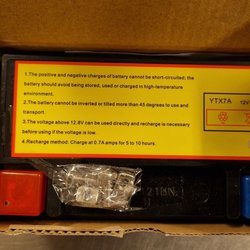 1.The positive and negative charges of battery cannot be short-circuited; the
battery should avoid being stored; used or charged in high-temperature
environment.
2.The battery cannot be inverted or tilted more than 45 degrees to use and
transport.
3.The voltage above 12.8V can be used directly and recharge is necessary
before using if the voltage is low.
4.Recharge method: Charge at 0.7A amps for 5 to 10 hours.
YTX7A
12V